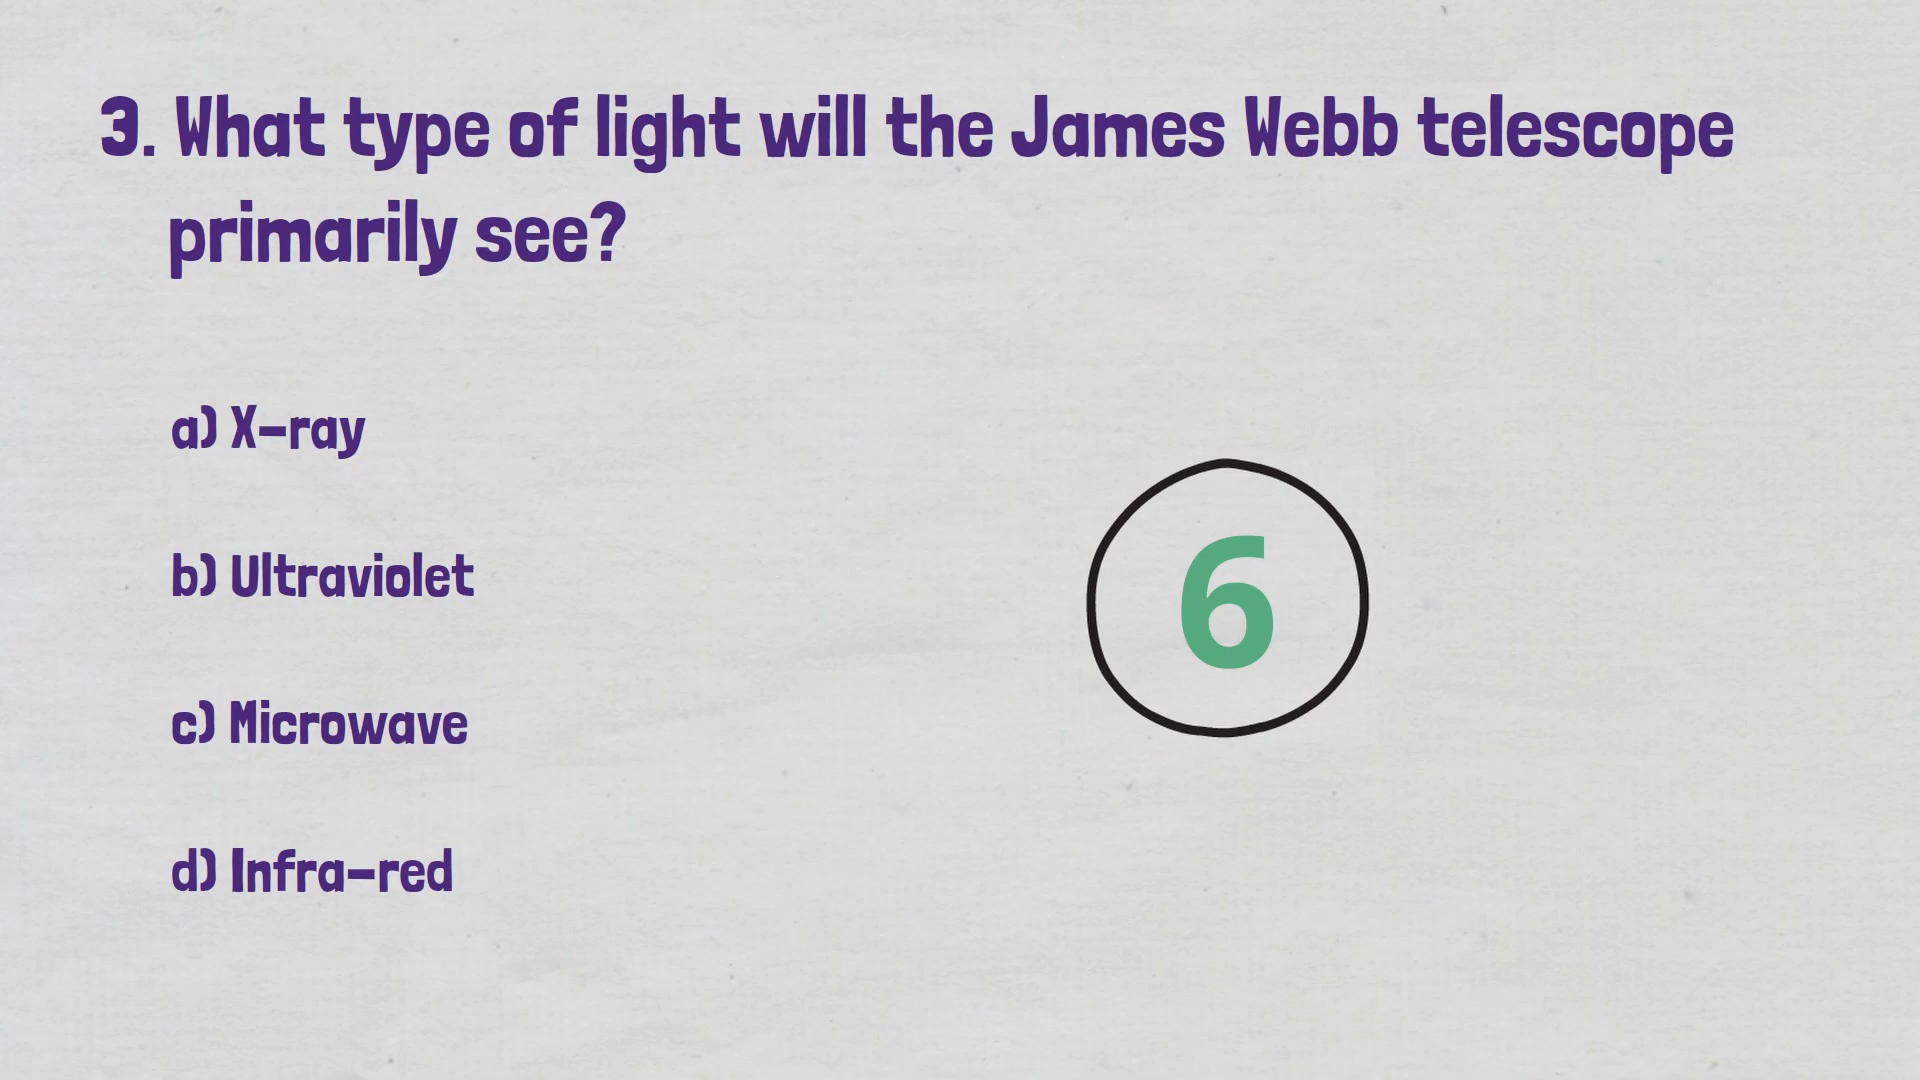 3. What type of light will the James Webb telescope
primarily see?
a) X-ray
b) Ultraviolet
c) Microwave
d) Infra-red
6